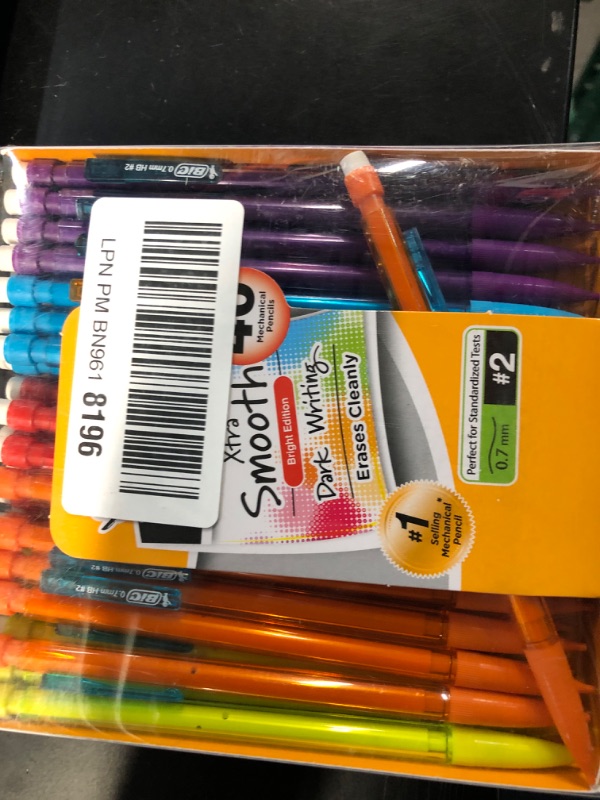 BIC 0.7mm HB #2
LPN PM BN961 8196
40
Mechanical
Pencils
Xtra
Smooth
Bright Edition
Dark Writing
Erases Cleanly
Perfect for Standardized Tests
0.7 mm
#2
#1
Selling
Mechanical
Pencil*
BIC 0.7mm HB #2
BIC 0.7mm HB #2